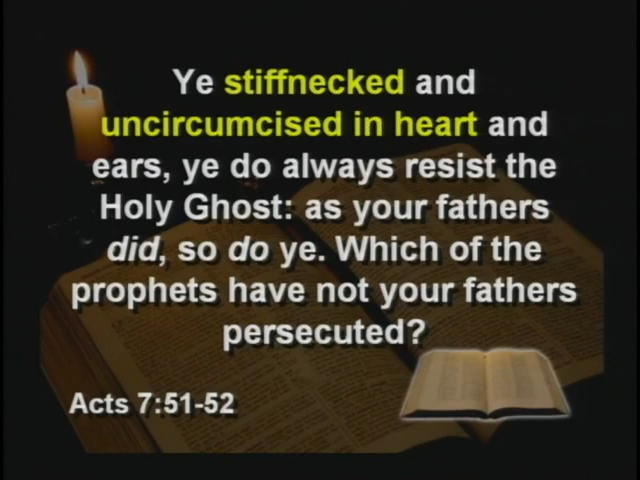 Ye stiffnecked and
uncircumcised in heart and
ears, ye do always resist the
Holy Ghost: as your fathers
did, so do ye. Which of the
prophets have not your fathers
persecuted?
Acts 7:51-52